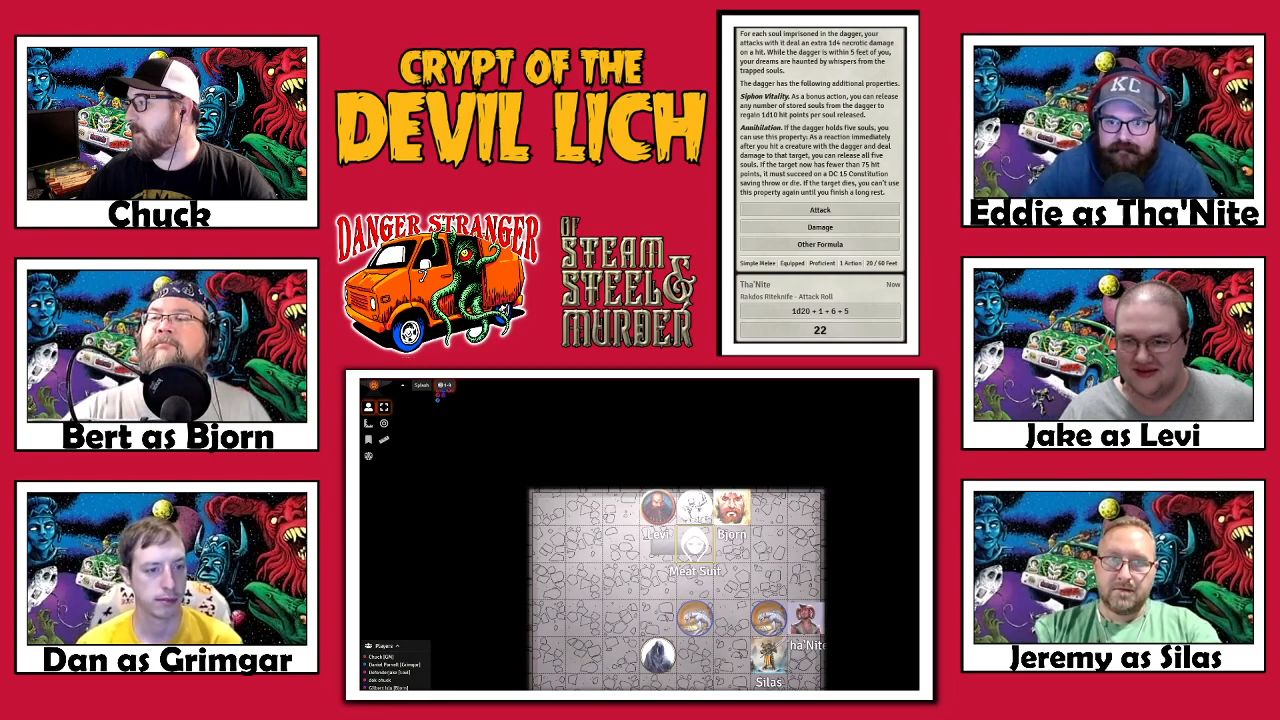 CRYPT OF THE
DEVIL LICH
DANGER STRANGER
OF
STEAM
STEEL &
MURDER
Chuck
Bert as Bjorn
Dan as Grimgar
KC
Eddie as Tha'Nite
Jake as Levi
Jeremy as Silas
For each soul imprisoned in the dagger, your
attacks with it deal an extra 1d4 necrotic damage
on a hit. While the dagger is within 5 feet of you,
your dreams are haunted by whispers from the
trapped souls.
The dagger has the following additional properties.
Siphon Vitality. As a bonus action, you can release
any number of stored souls from the dagger to
regain 1d10 hit points per soul released.
Annihilation. If the dagger holds five souls, you
can use this property: As a reaction immediately
after you hit a creature with the dagger and deal
damage to that target, you can release all five
souls. If the target now has fewer than 75 hit
points, it must succeed on a DC 15 Constitution
saving throw or die. If the target dies, you can't use
this property again until you finish a long rest.
Attack
Damage
Other Formula
Simple Melee Equipped Proficient 1 Action 20 / 60 Feet
Tha'Nite Now
Rakdos Riteknife - Attack Roll
1d20 + 1 + 6 + 5
22
Splash
Levi
Bjorn
Meat Suit
ha'Nite
Silas
Players
Chuck [GM]
Daniel Purnell [Grimgar]